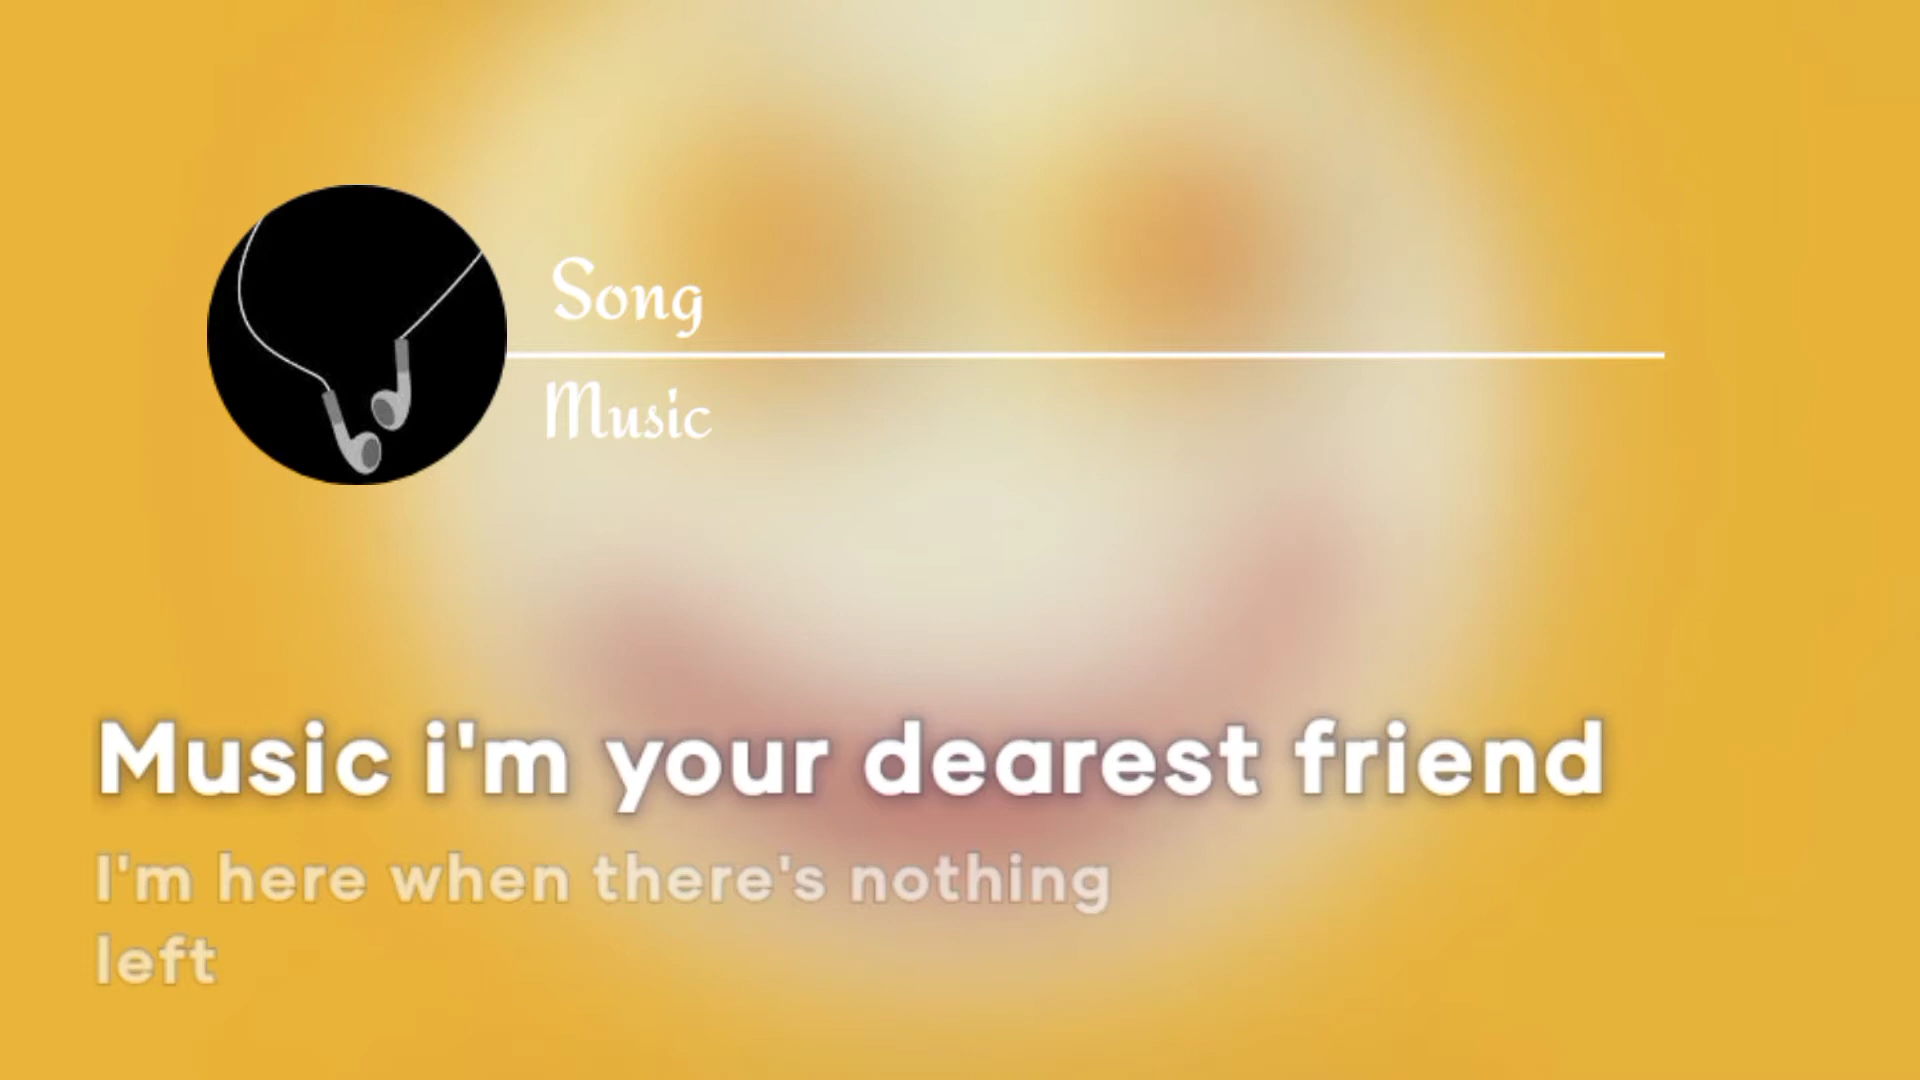 Song
Music
Music i'm your dearest friend
I'm here when there's nothing
left